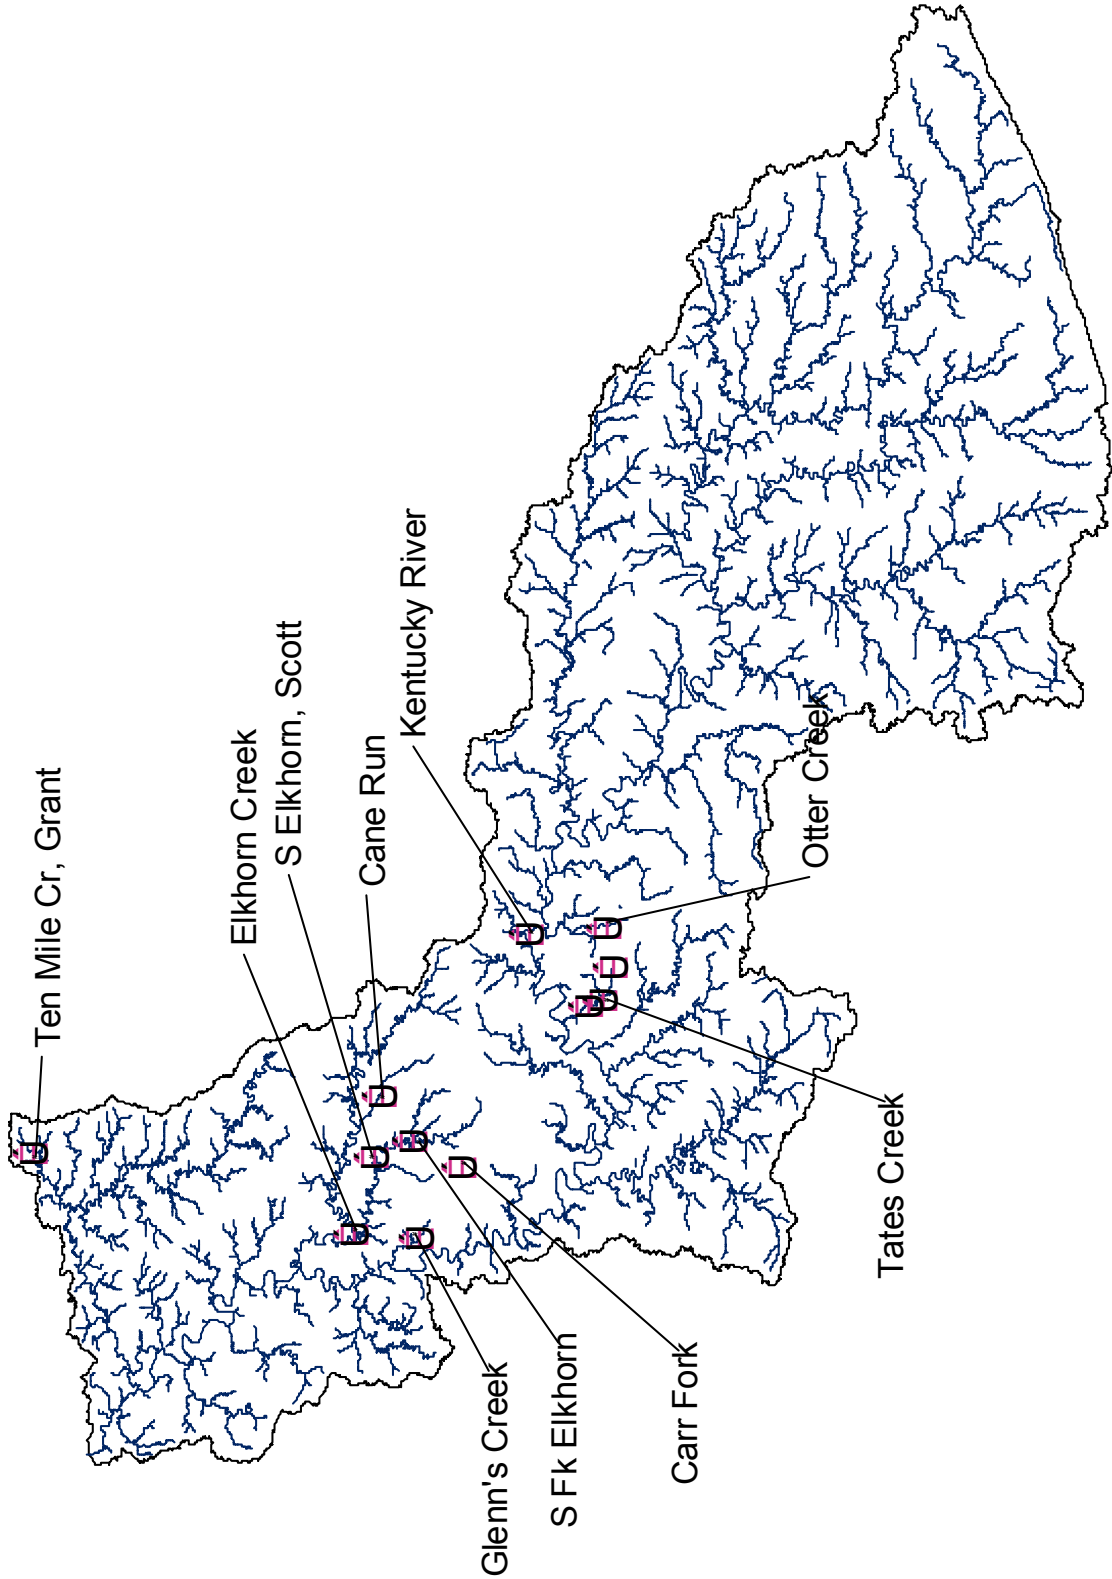 Ten Mile Cr, Grant
Elkhorn Creek
S Elkhorn, Scott
Cane Run
Kentucky River
Otter Creek
Tates Creek
Carr Fork
S Fk Elkhorn
Glenn's Creek